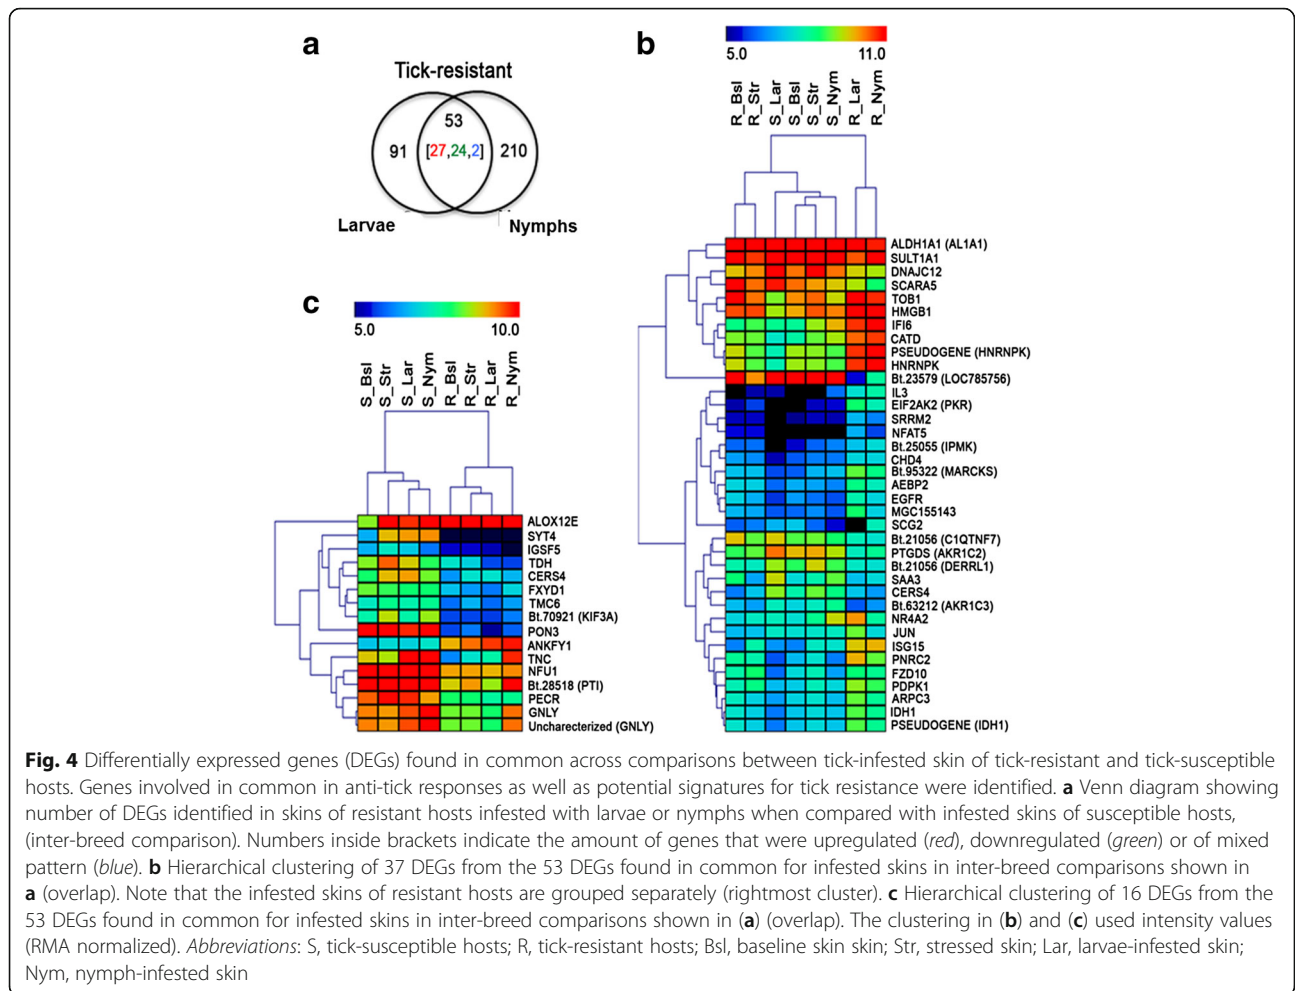 a
Tick-resistant
53
91
[27,24,2]
210
Larvae
Nymphs
b
5.0
11.0
R_Bsl
R_Str
S_Lar
S_Bsl
S_Str
S_Nym
R_Lar
R_Nym
ALDH1A1 (AL1A1)
SULT1A1
DNAJC12
SCARA5
TOB1
HMGB1
IFI6
CATD
PSEUDOGENE (HNRNPK)
HNRNPK
Bt.23579 (LOC785756)
IL3
EIF2AK2 (PKR)
SRRM2
NFAT5
Bt.25055 (IPMK)
CHD4
Bt.95322 (MARCKS)
AEBP2
EGFR
MGC155143
SCG2
Bt.21056 (C1QTNF7)
PTGDS (AKR1C2)
Bt.21056 (DERRL1)
SAA3
CERS4
Bt.63212 (AKR1C3)
NR4A2
JUN
ISG15
PNRC2
FZD10
PDPK1
ARPC3
IDH1
PSEUDOGENE (IDH1)
c
5.0
10.0
S_Bsl
S_Str
S_Lar
S_Nym
R_Bsl
R_Str
R_Lar
R_Nym
ALOX12E
SYT4
IGSF5
TDH
CERS4
FXYD1
TMC6
Bt.70921 (KIF3A)
PON3
ANKFY1
TNC
NFU1
Bt.28518 (PTI)
PECR
GNLY
Uncharecterized (GNLY)
Fig. 4 Differentially expressed genes (DEGs) found in common across comparisons between tick-infested skin of tick-resistant and tick-susceptible
hosts. Genes involved in common in anti-tick responses as well as potential signatures for tick resistance were identified. a Venn diagram showing
number of DEGs identified in skins of resistant hosts infested with larvae or nymphs when compared with infested skins of susceptible hosts,
(inter-breed comparison). Numbers inside brackets indicate the amount of genes that were upregulated (red), downregulated (green) or of mixed
pattern (blue). b Hierarchical clustering of 37 DEGs from the 53 DEGs found in common for infested skins in inter-breed comparisons shown in
a (overlap). Note that the infested skins of resistant hosts are grouped separately (rightmost cluster). c Hierarchical clustering of 16 DEGs from the
53 DEGs found in common for infested skins in inter-breed comparisons shown in (a) (overlap). The clustering in (b) and (c) used intensity values
(RMA normalized). Abbreviations: S, tick-susceptible hosts; R, tick-resistant hosts; Bsl, baseline skin skin; Str, stressed skin; Lar, larvae-infested skin;
Nym, nymph-infested skin